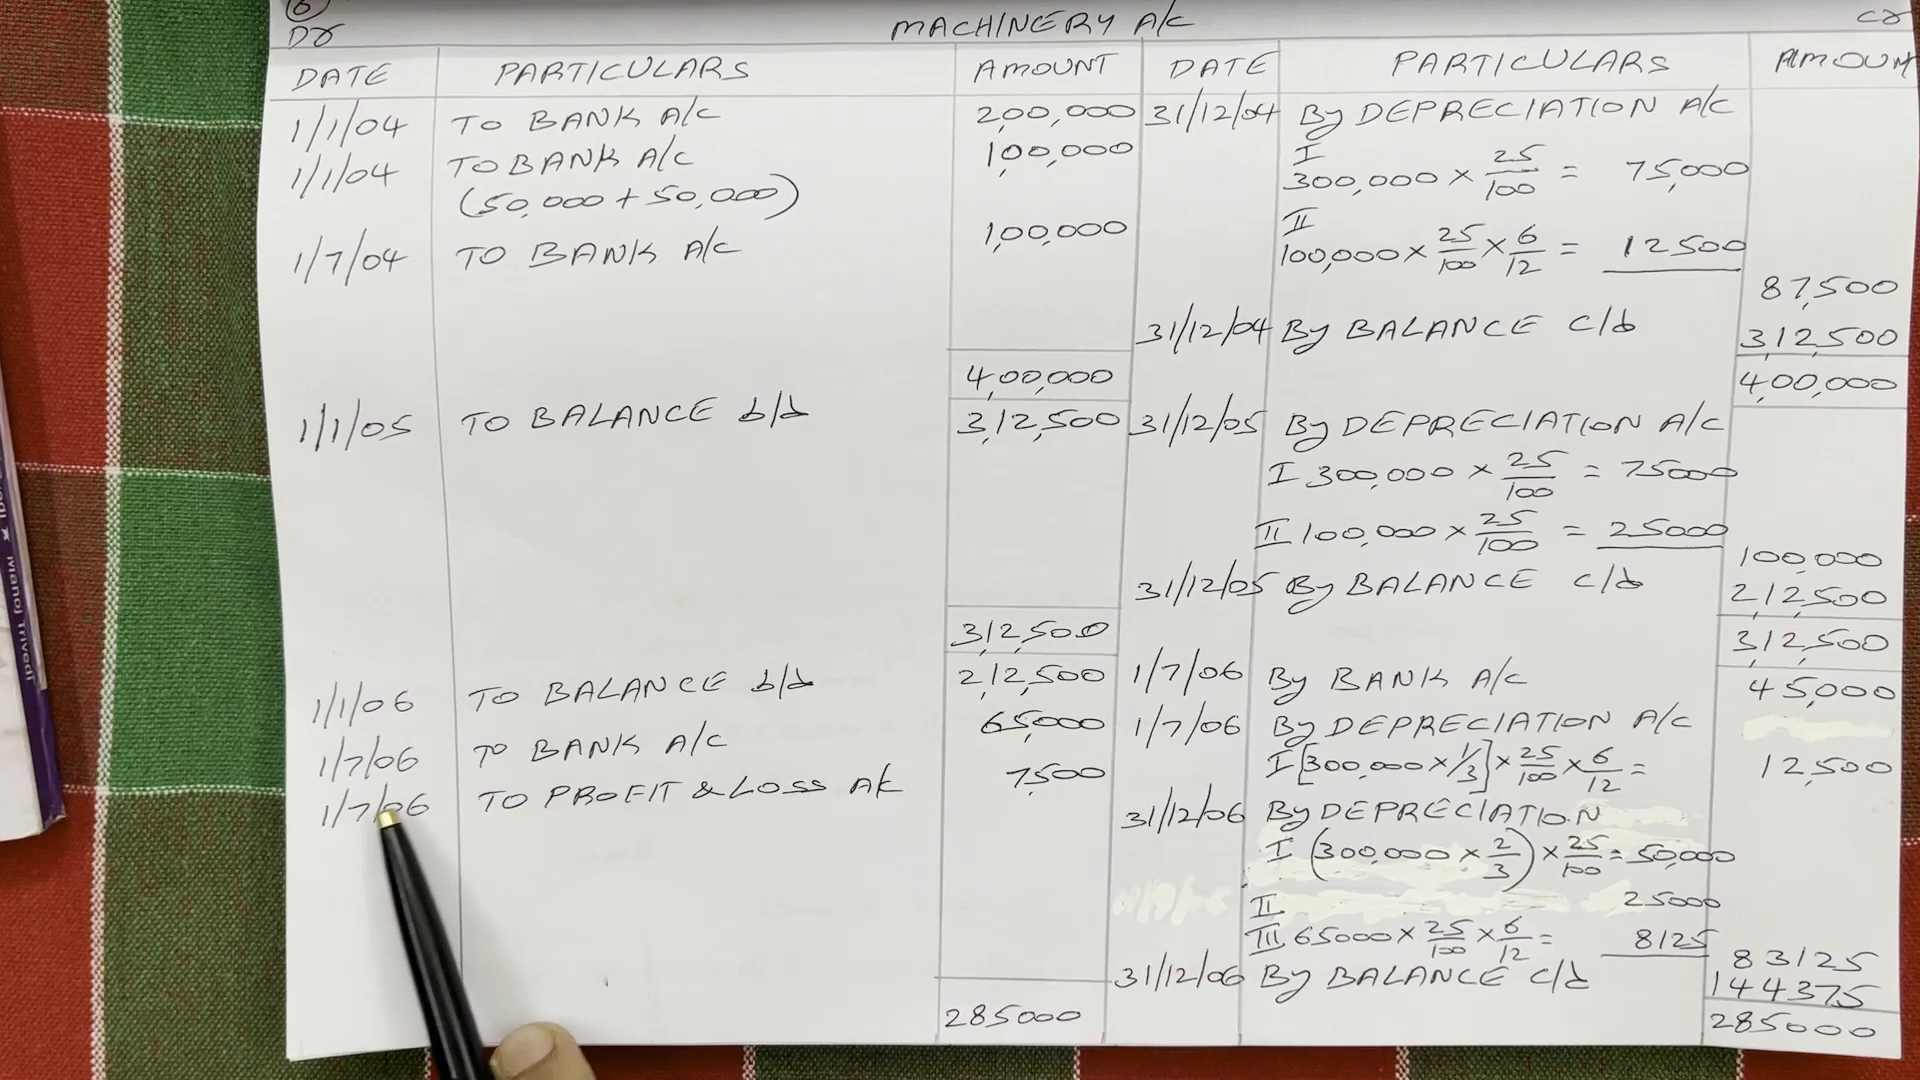 6
Dr MACHINERY A/c Cr
DATE PARTICULARS AMOUNT DATE PARTICULARS AMOUN
1/1/04 TO BANK A/c 2,00,000 31/12/04 By DEPRECIATION A/c
1/1/04 TO BANK A/c 1,00,000 I
(50,000 + 50,000) 300,000 × 25/100 = 75,000
II
1/7/04 TO BANK A/c 1,00,000 100,000 × 25/100 × 6/12 = 12500
87,500
31/12/04 By BALANCE c/d 3,12,500
4,00,000 4,00,000
1/1/05 TO BALANCE b/d 3,12,500 31/12/05 By DEPRECIATION A/c
I 300,000 × 25/100 = 75000
II 100,000 × 25/100 = 25000
100,000
31/12/05 By BALANCE c/d 2,12,500
3,12,500 3,12,500
1/1/06 TO BALANCE b/d 2,12,500 1/7/06 By BANK A/c 45,000
1/7/06 TO BANK A/c 65,000 1/7/06 By DEPRECIATION A/c
1/7/06 TO PROFIT & LOSS A/c 7,500 I [300,000 × 1/3] × 25/100 × 6/12 = 12,500
31/12/06 By DEPRECIATION
I (300,000 × 2/3) × 25/100 = 50,000
II 25000
III 65000 × 25/100 × 6/12 = 8125
83125
31/12/06 By BALANCE c/d 144375
285000 285000
Manoj Trivedi